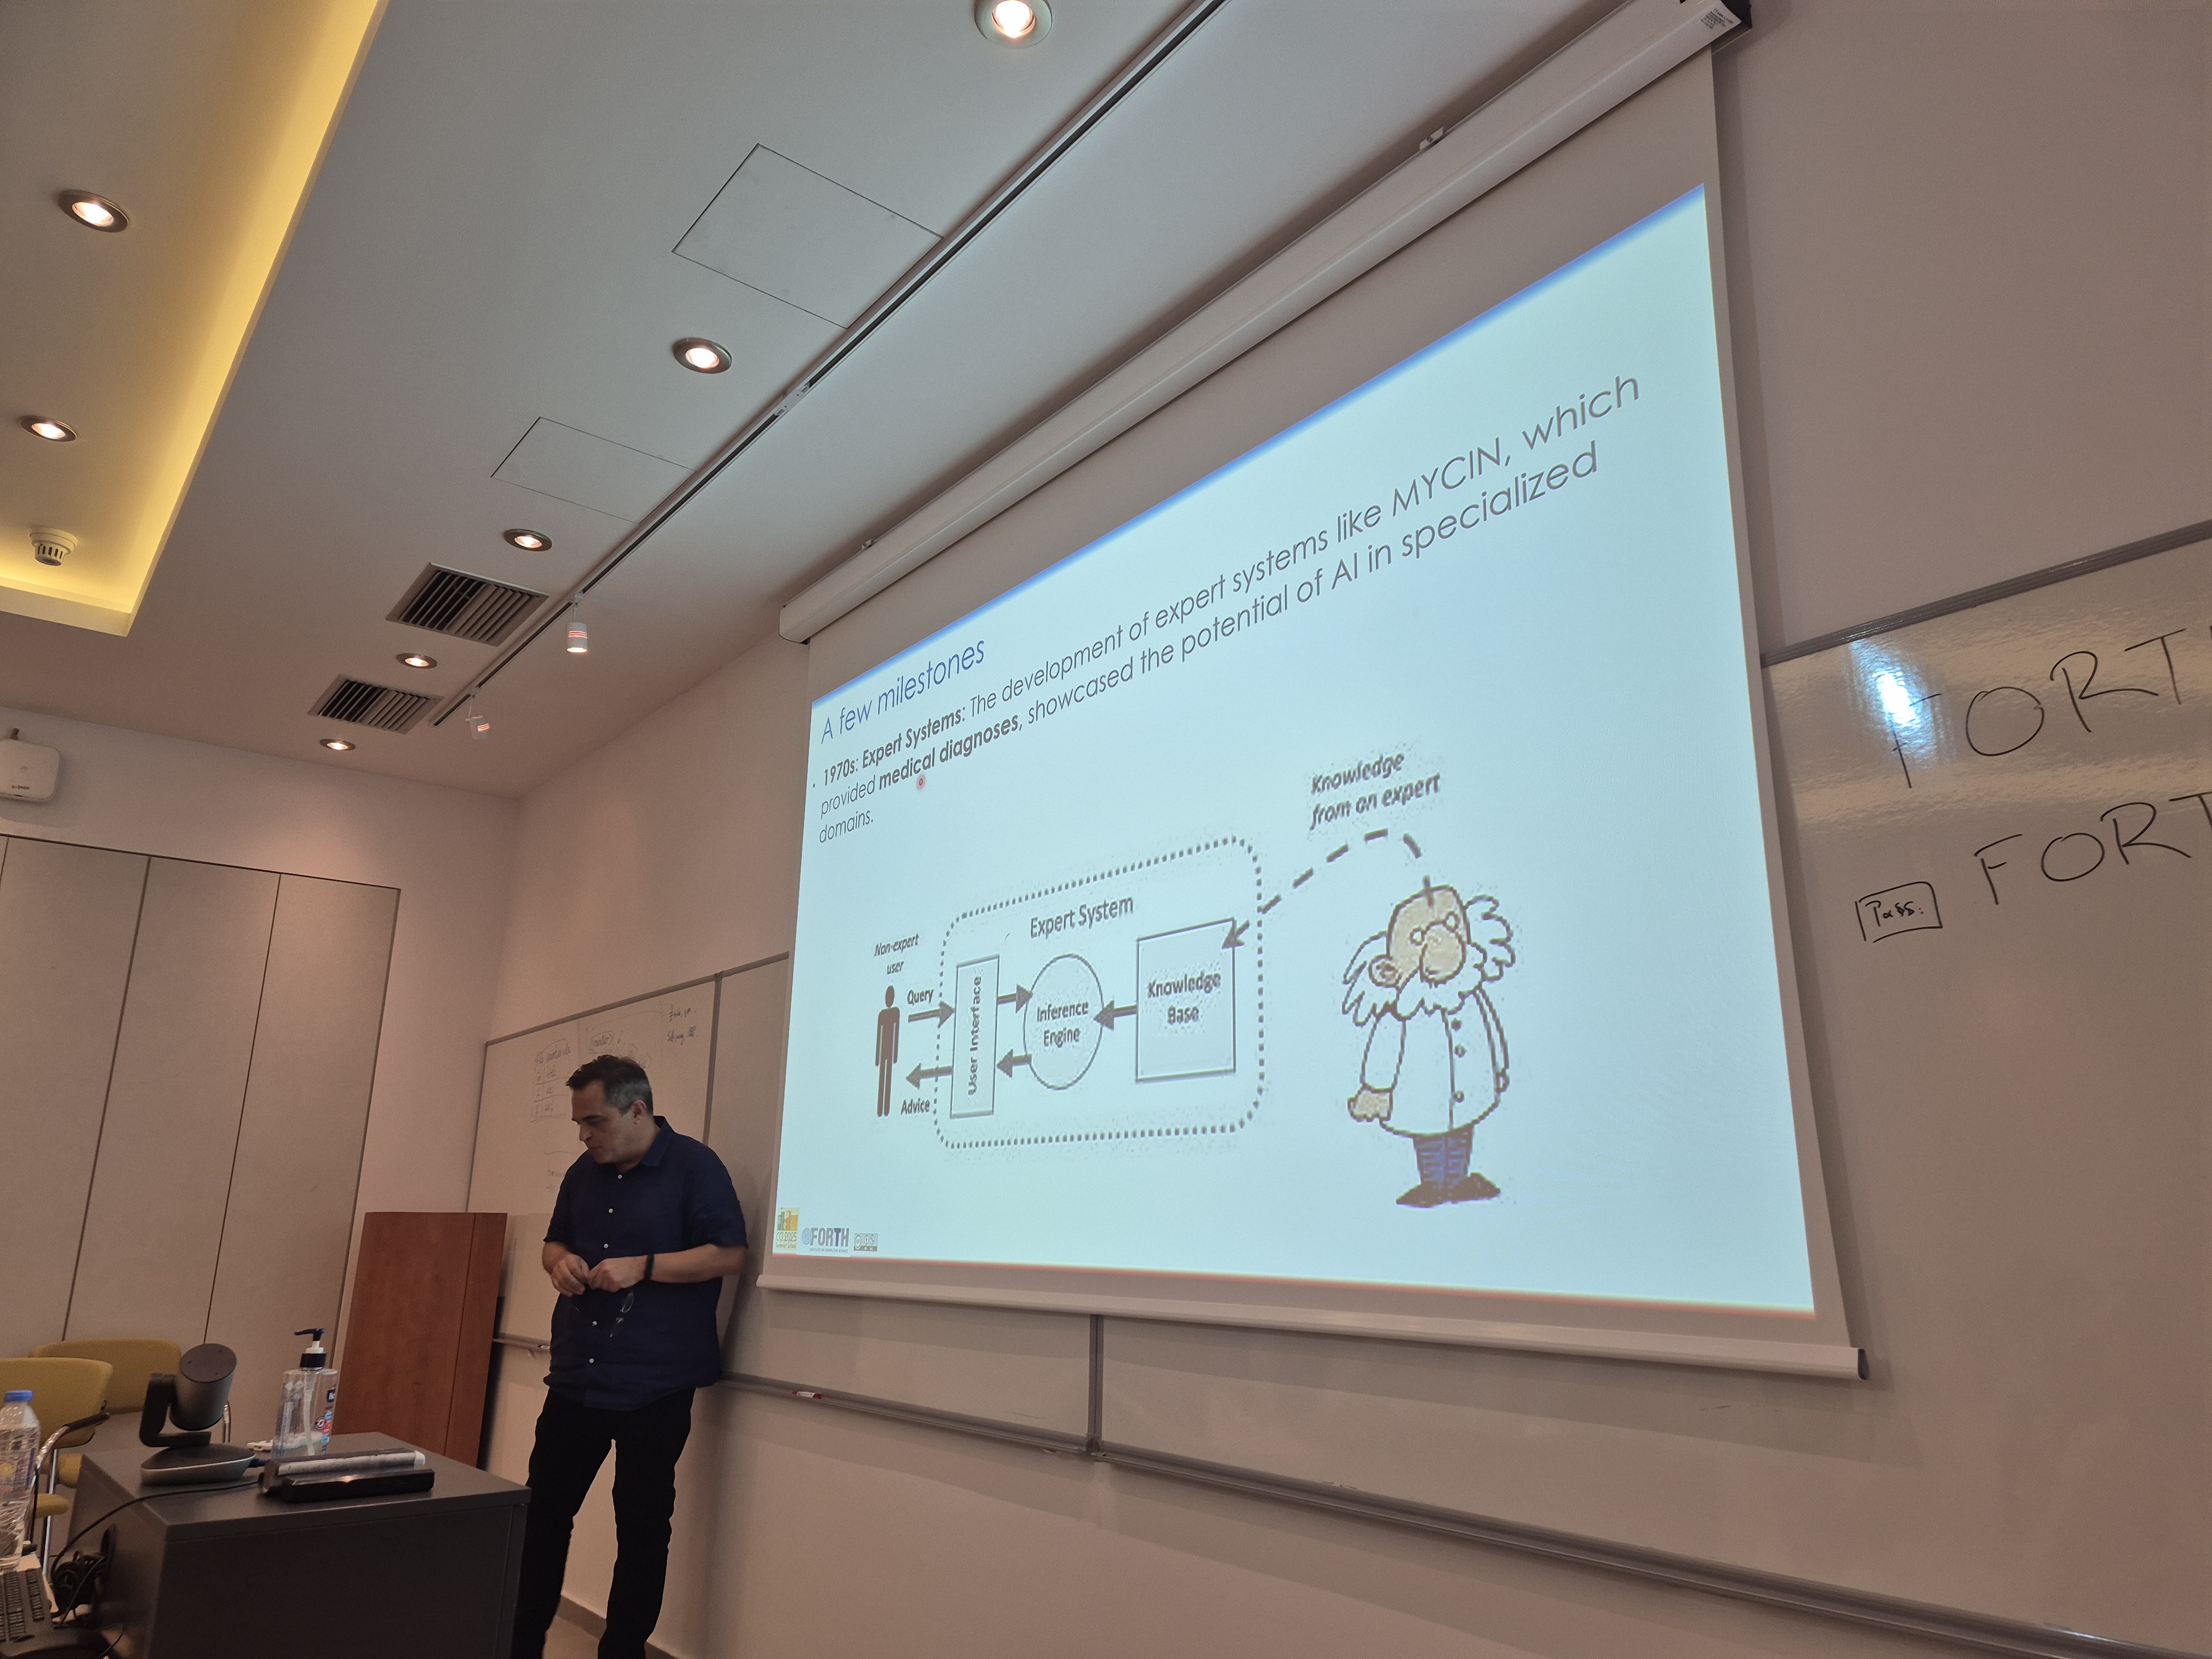 A few milestones
• 1970s: Expert Systems: The development of expert systems like MYCIN, which
provided medical diagnoses, showcased the potential of AI in specialized
domains.
Knowledge
from an expert
Expert System
Non-expert
user
Query
User Interface
Inference
Engine
Knowledge
Base
Advice
FORTH
FORT
FORT
Pass: